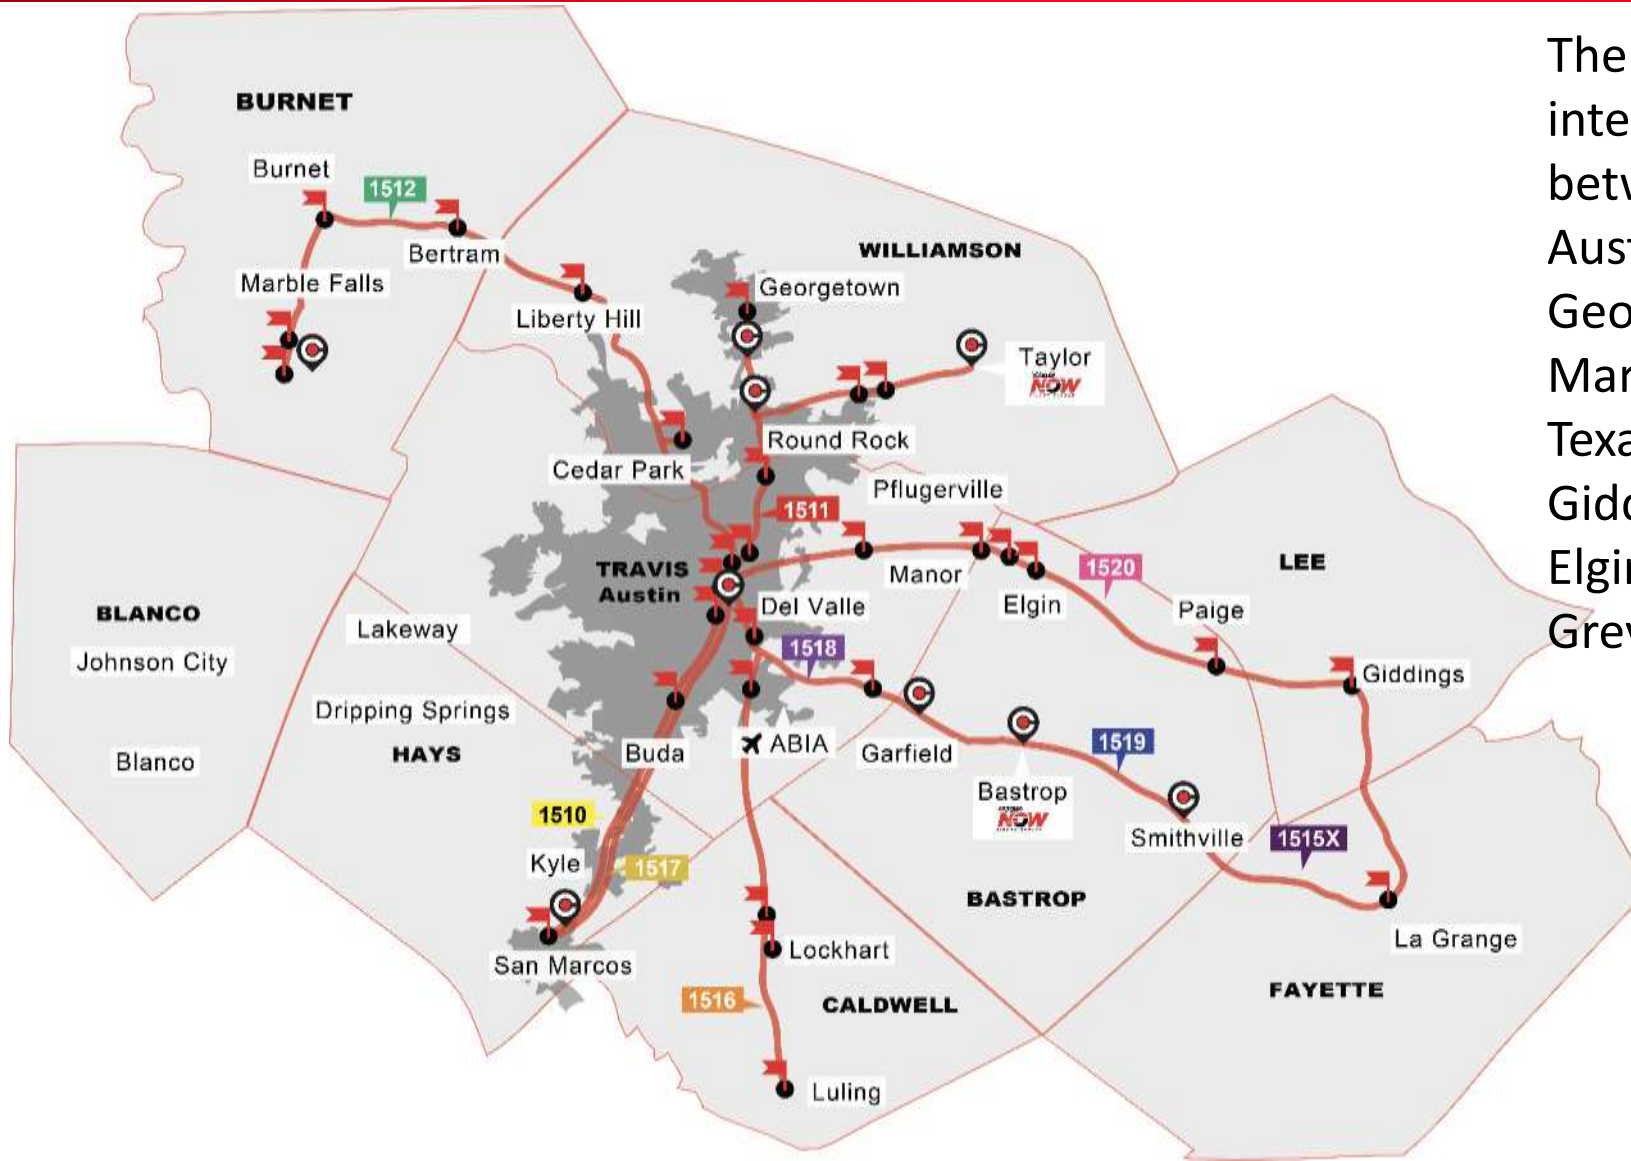 BURNET
Burnet
1512
Bertram
Marble Falls
Liberty Hill
WILLIAMSON
Georgetown
Taylor
NOW
Round Rock
Cedar Park
Pflugerville
1511
TRAVIS
Austin
Manor
Elgin
1520
LEE
Paige
Giddings
Del Valle
1518
BLANCO
Johnson City
Blanco
Lakeway
Dripping Springs
HAYS
Buda
ABIA
Garfield
1519
Bastrop
NOW
Smithville
1515X
1510
Kyle
1517
San Marcos
BASTROP
La Grange
Lockhart
1516
CALDWELL
FAYETTE
Luling
The
inte
betw
Aust
Geo
Mar
Texa
Gidd
Elgin
Grey